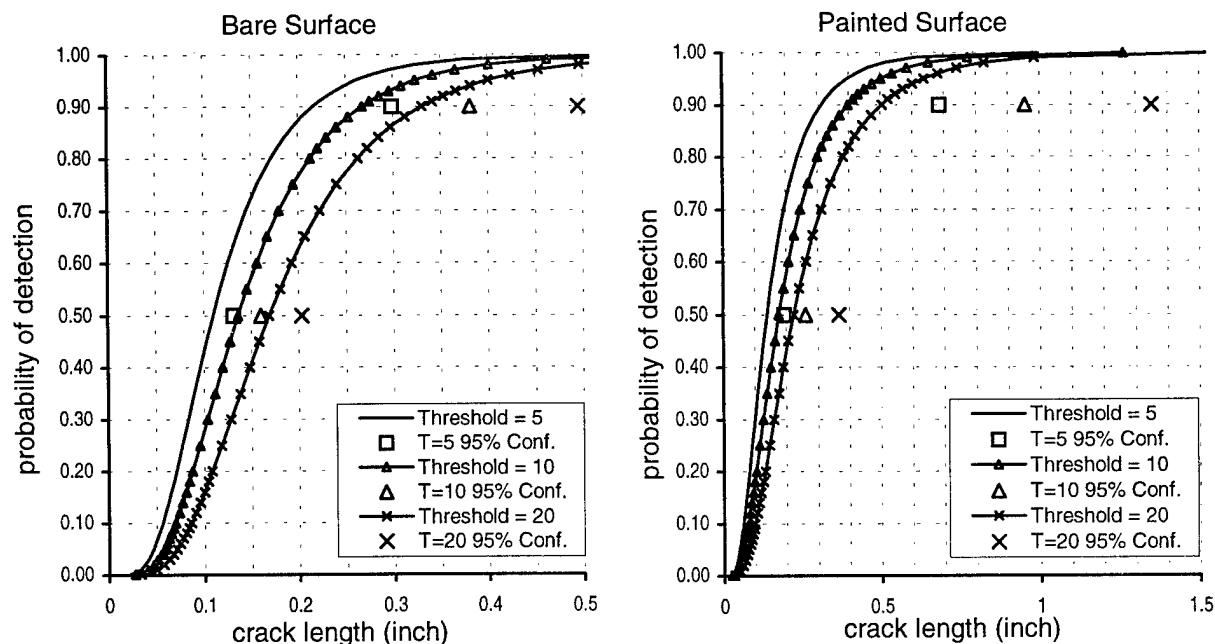 Bare Surface
1.00
0.90
0.80
0.70
0.60
0.50
0.40
0.30
0.20
0.10
0.00
probability of detection
0
0.1
0.2
0.3
0.4
0.5
crack length (inch)
Threshold = 5
T=5 95% Conf.
Threshold = 10
T=10 95% Conf.
Threshold = 20
T=20 95% Conf.
Painted Surface
1.00
0.90
0.80
0.70
0.60
0.50
0.40
0.30
0.20
0.10
0.00
probability of detection
0
0.5
1
1.5
crack length (inch)
Threshold = 5
T=5 95% Conf.
Threshold = 10
T=10 95% Conf.
Threshold = 20
T=20 95% Conf.